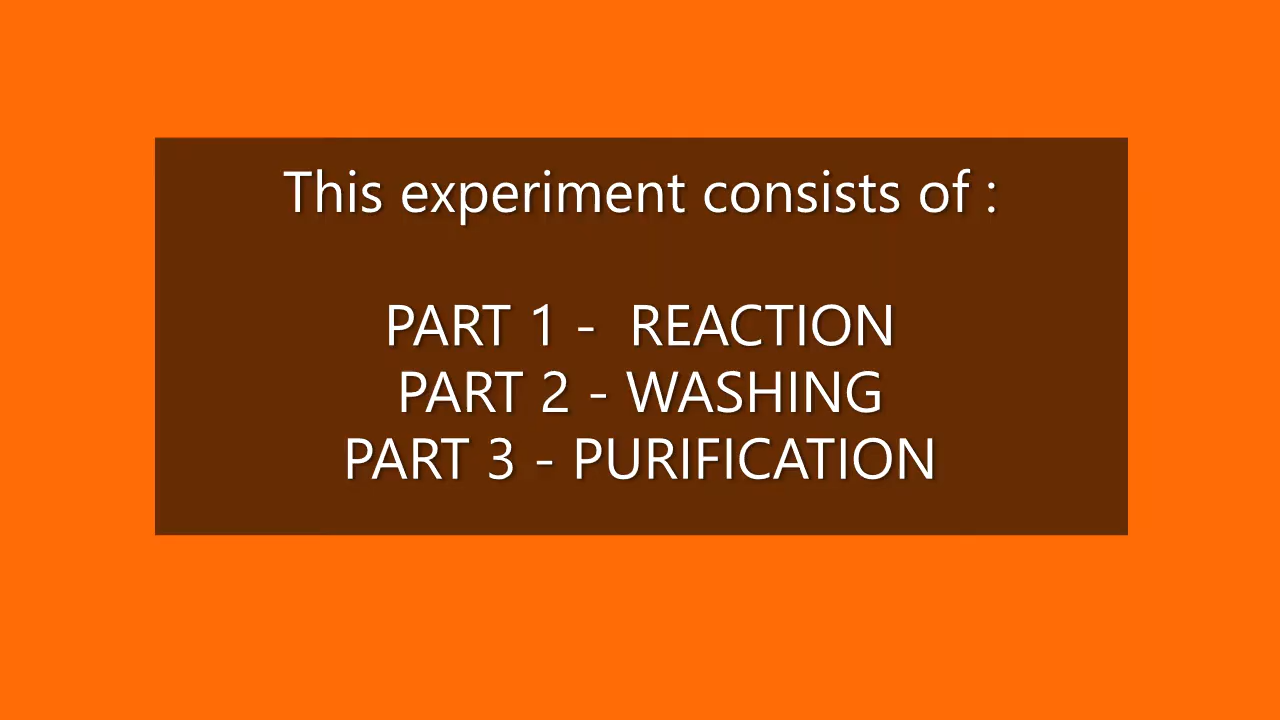 This experiment consists of :
PART 1 -  REACTION
PART 2 - WASHING
PART 3 - PURIFICATION